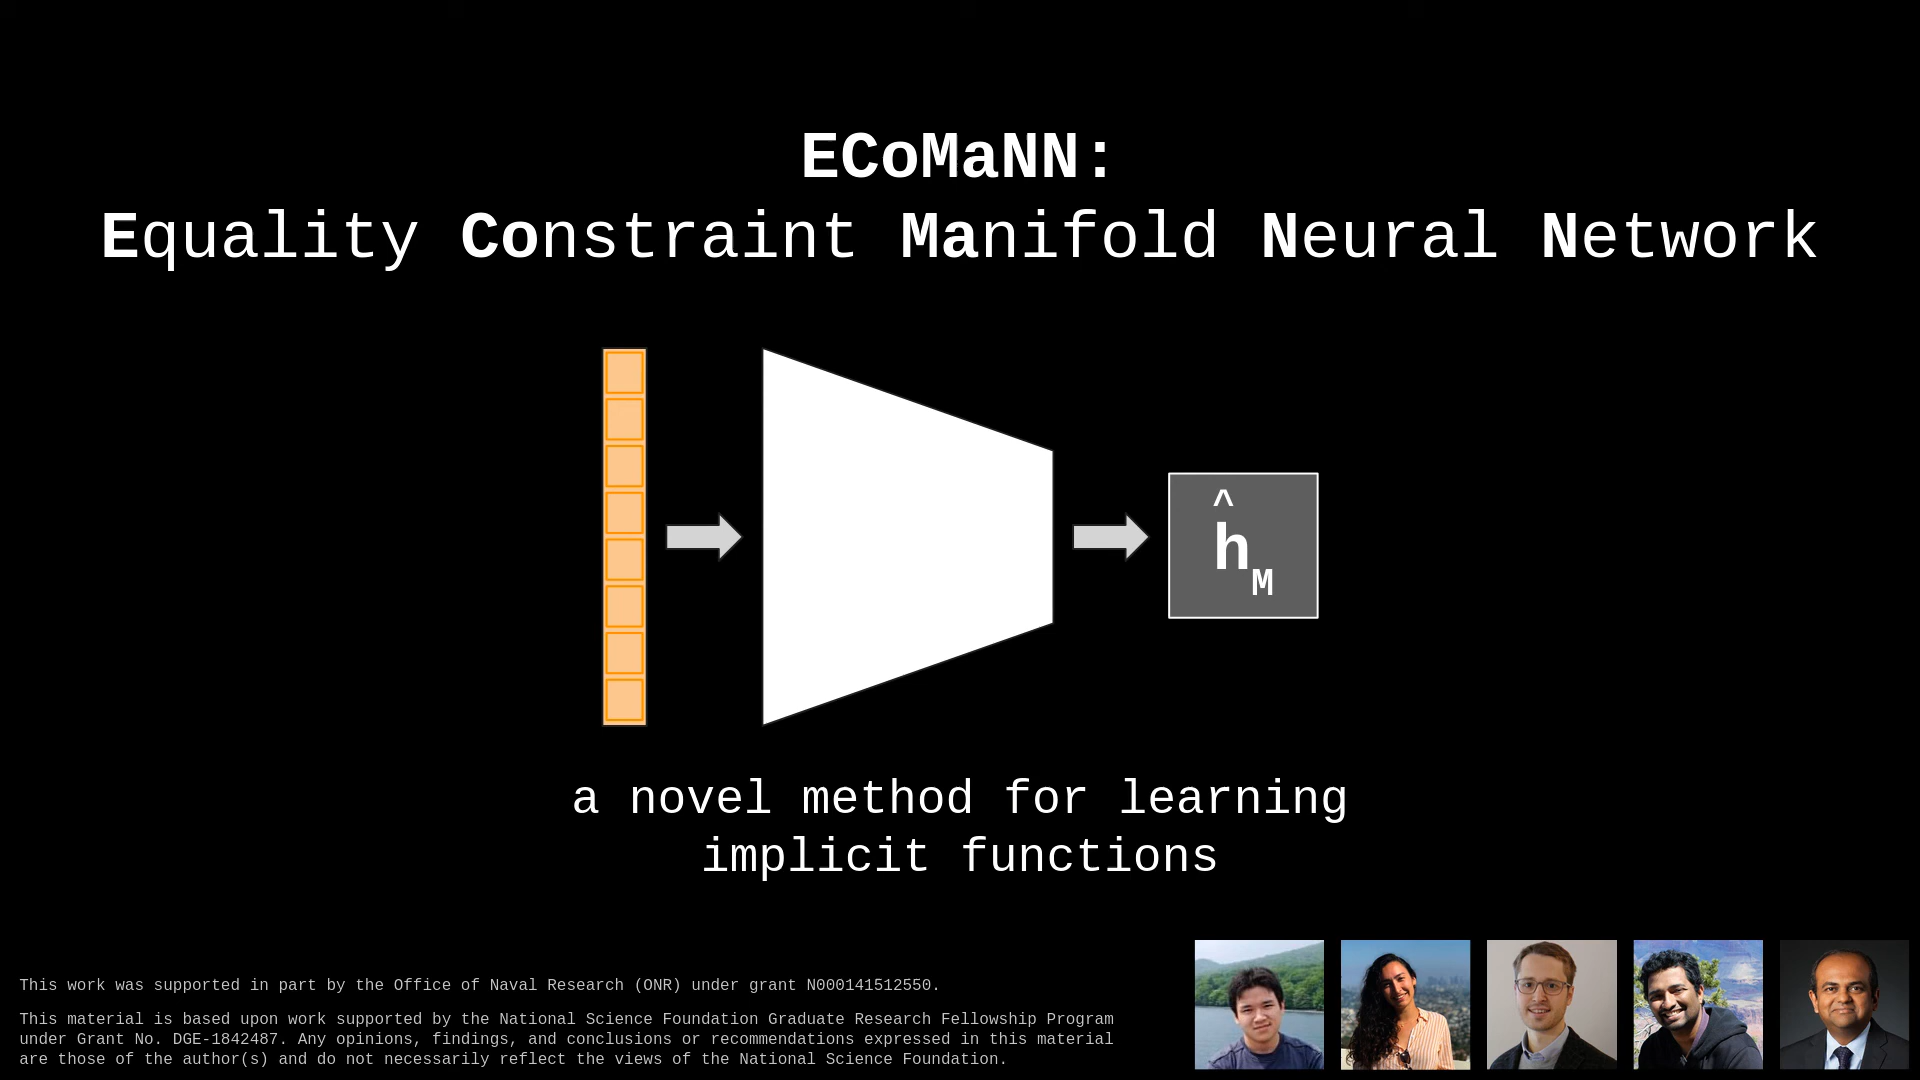 ECoMaNN:
Equality Constraint Manifold Neural Network
^
h
M
a novel method for learning
implicit functions
This work was supported in part by the Office of Naval Research (ONR) under grant N000141512550.
This material is based upon work supported by the National Science Foundation Graduate Research Fellowship Program
under Grant No. DGE-1842487. Any opinions, findings, and conclusions or recommendations expressed in this material
are those of the author(s) and do not necessarily reflect the views of the National Science Foundation.